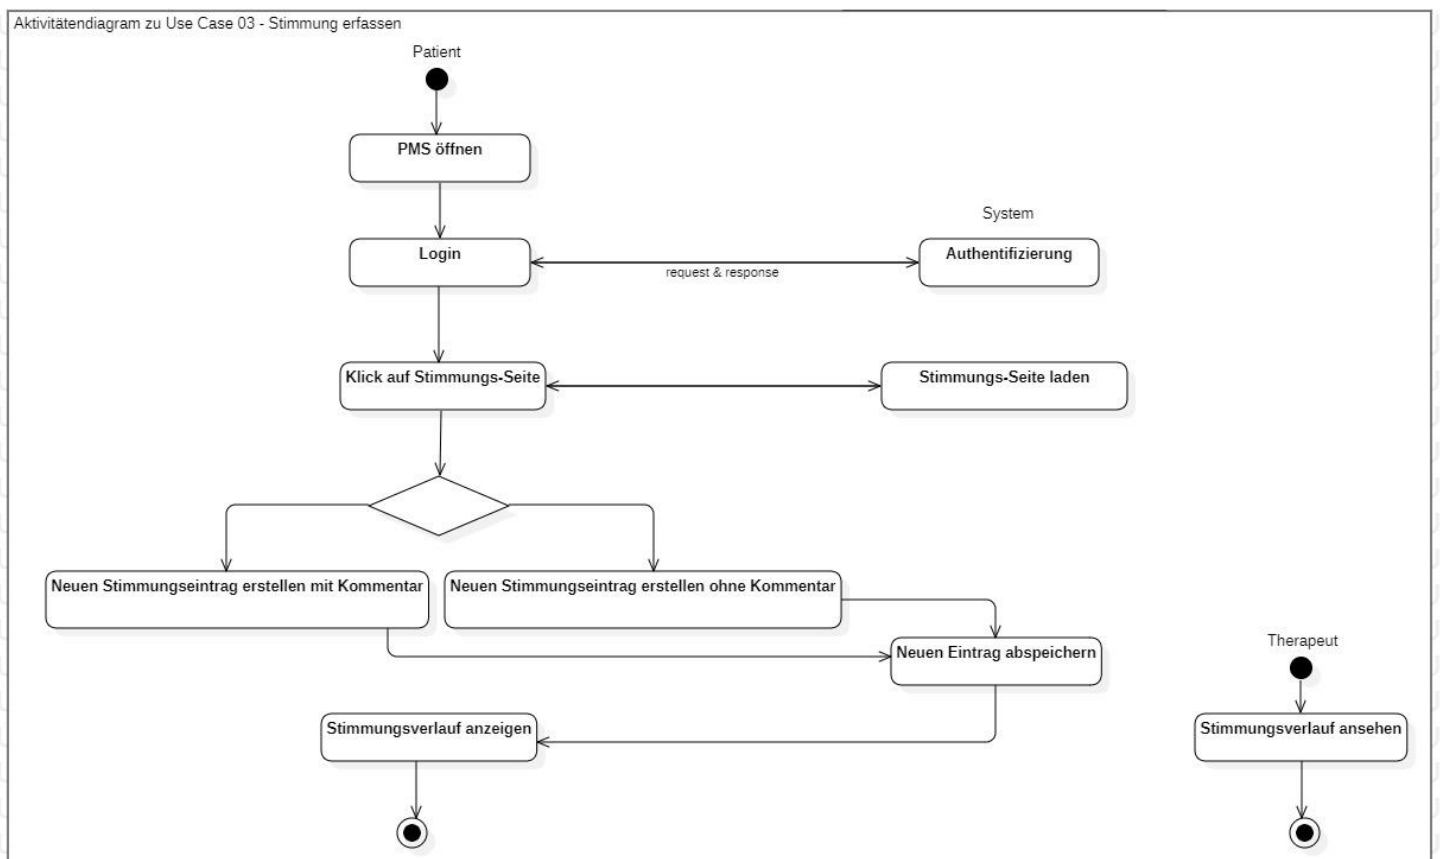 Aktivitätendiagram zu Use Case 03 - Stimmung erfassen
Patient
PMS öffnen
System
Login
Authentifizierung
request & response
Klick auf Stimmungs-Seite
Stimmungs-Seite laden
Neuen Stimmungseintrag erstellen mit Kommentar
Neuen Stimmungseintrag erstellen ohne Kommentar
Neuen Eintrag abspeichern
Therapeut
Stimmungsverlauf anzeigen
Stimmungsverlauf ansehen